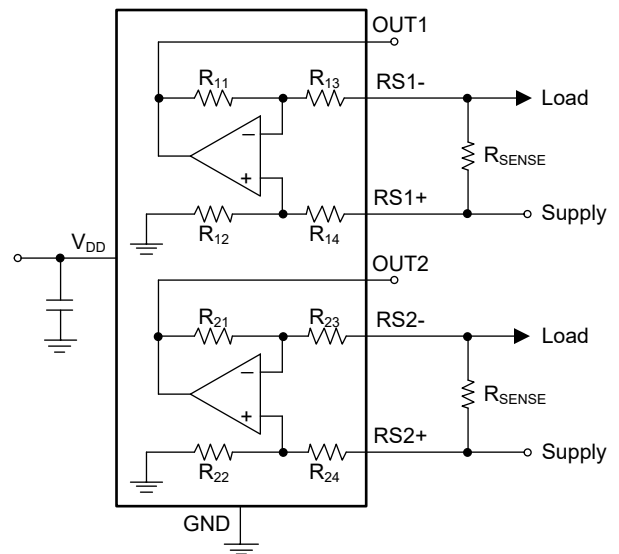 OUT1
R11 R13 RS1- Load
−
RSENSE
+
RS1+ Supply
R12 R14
VDD
OUT2
R21 R23 RS2- Load
−
RSENSE
+
RS2+ Supply
R22 R24
GND